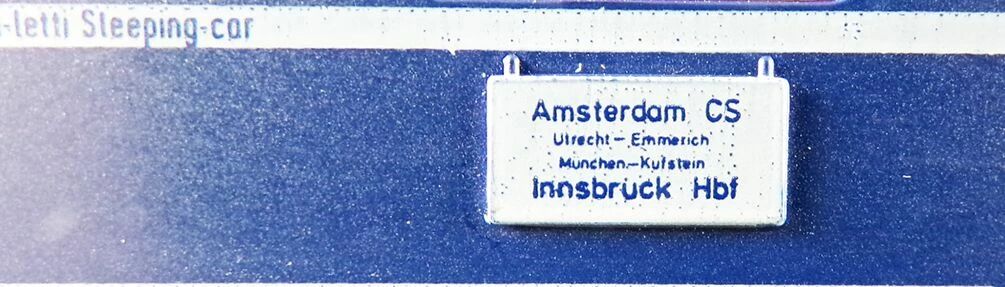 -letti Sleeping-car
Amsterdam CS
Utrecht - Emmerich
München-Kufstein
Innsbruck Hbf